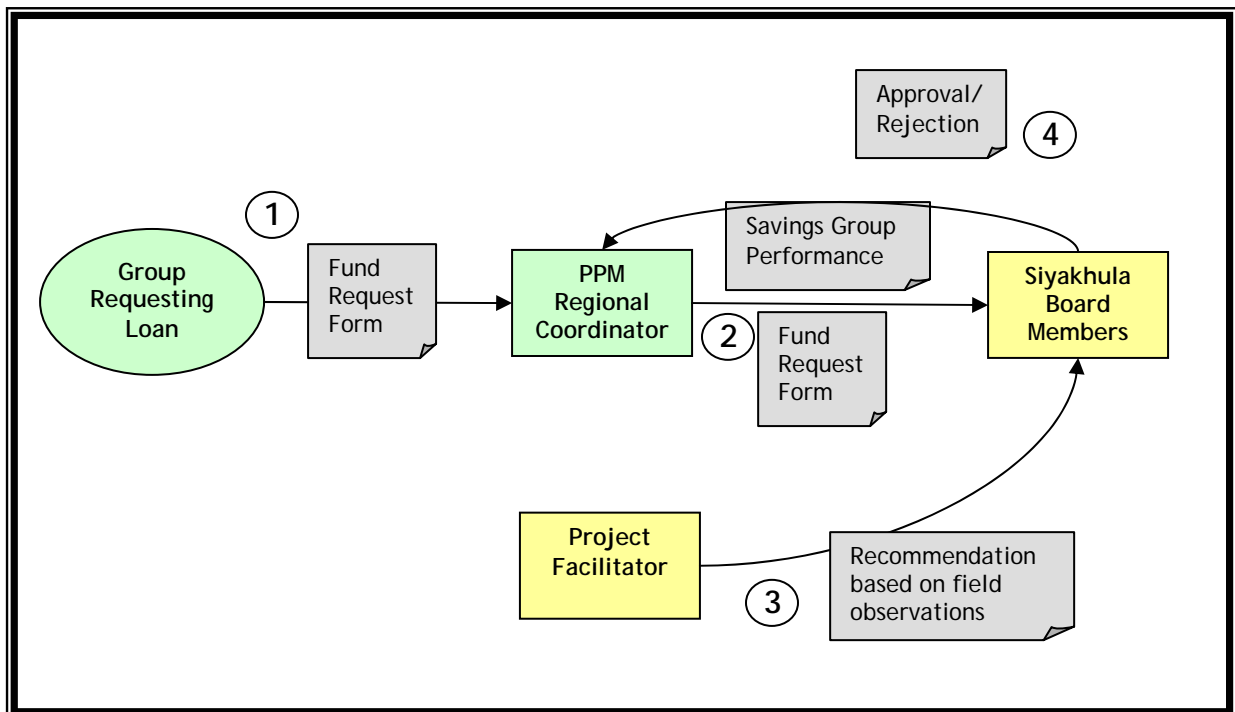 Approval/
Rejection
4
1
Savings Group
Performance
Group
Requesting
Loan
Fund
Request
Form
PPM
Regional
Coordinator
Siyakhula
Board
Members
2
Fund
Request
Form
Project
Facilitator
3
Recommendation
based on field
observations